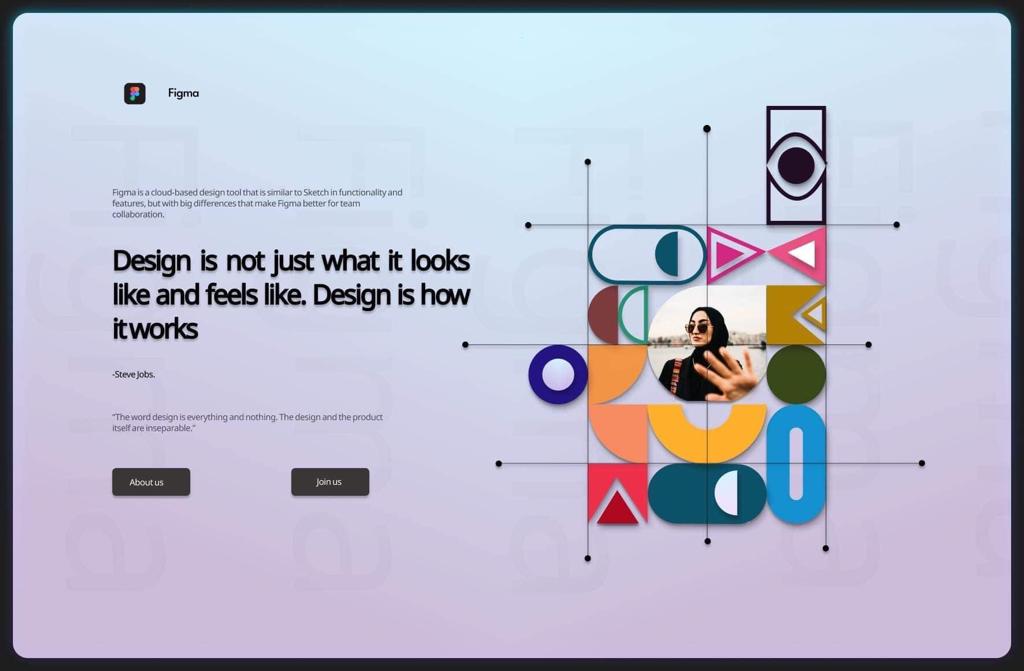 Figma
Figma is a cloud-based design tool that is similar to Sketch in functionality and
features, but with big differences that make Figma better for team
collaboration.
Design is not just what it looks
like and feels like. Design is how
it works
-Steve Jobs.
"The word design is everything and nothing. The design and the product
itself are inseparable."
About us
Join us